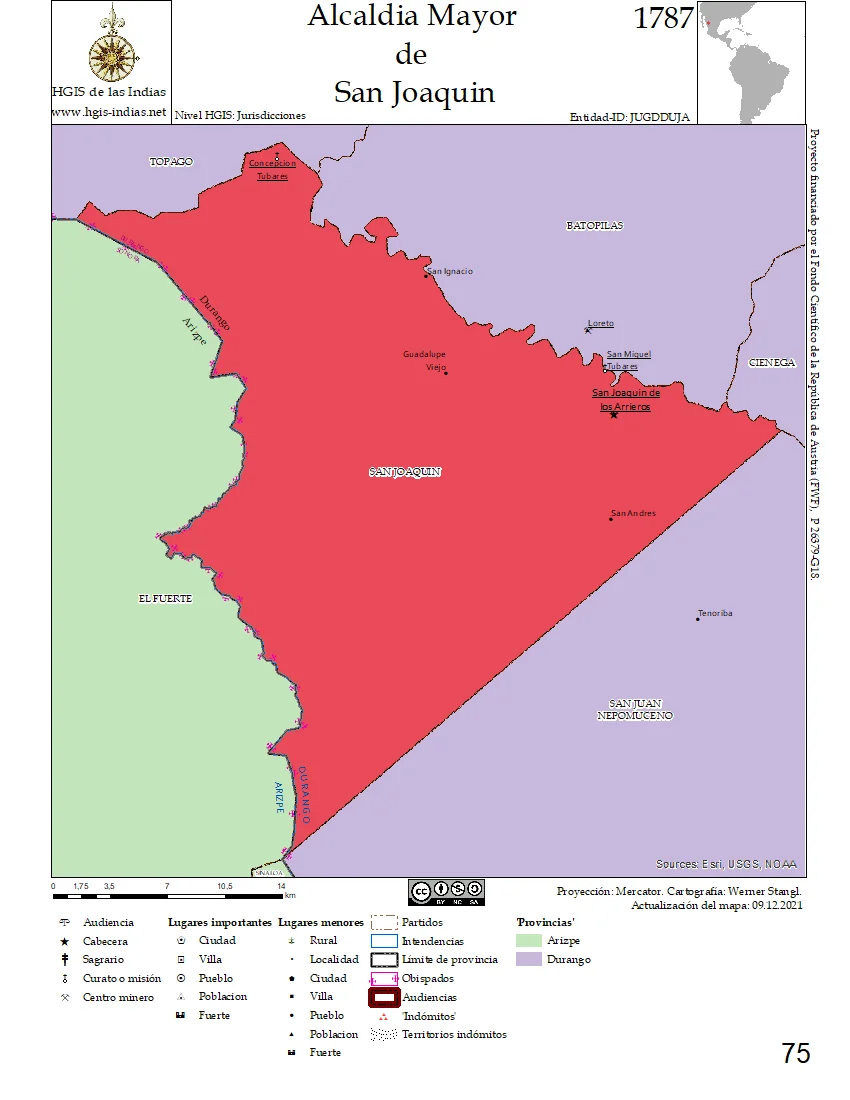 Alcaldia Mayor
de
San Joaquin
1787
HGIS de las Indias
www.hgis-indias.net
Nivel HGIS: Jurisdicciones
Entidad-ID: JUGDDUJA
Proyecto financiado por el Fondo Científico de la República de Austria (FWF), P 26379-G18.
TOPAGO
Concepcion
Tubares
BATOPILAS
DURANGO
SONORA
San Ignacio
Durango
Arizpe
Loreto
Guadalupe
Viejo
San Miguel
Tubares
CIENEGA
San Joaquin de
los Arrieros
SAN JOAQUIN
San Andres
EL FUERTE
Tenoriba
SAN JUAN
NEPOMUCENO
DURANGO
ARIZPE
SINALOA
Sources: Esri, USGS, NOAA
0 1,75 3,5 7 10,5 14
km
CC BY NC SA
Proyección: Mercator. Cartografía: Werner Stangl.
Actualización del mapa: 09.12.2021
Audiencia
Cabecera
Sagrario
Curato o misión
Centro minero
Lugares importantes
Ciudad
Villa
Pueblo
Poblacion
Fuerte
Lugares menores
Rural
Localidad
Ciudad
Villa
Pueblo
Poblacion
Fuerte
Partidos
Intendencias
Límite de provincia
Obispados
Audiencias
'Indómitos'
Territorios indómitos
'Provincias'
Arizpe
Durango
75